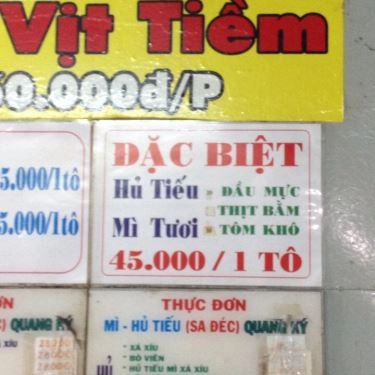 Vịt Tiềm
50.000đ/P
5.000/1tô
5.000/1tô
ĐẶC BIỆT
Hủ Tiếu ĐẦU MỰC
THỊT BẰM
Mì Tươi TÔM KHÔ
45.000 / 1 TÔ
THỰC ĐƠN
MÌ - HỦ TIẾU (SA ĐÉC) QUANG KÝ
* XÁ XÍU
* BÒ VIÊN
* HỦ TIẾU MÌ XÁ XÍU
QUANG KÝ